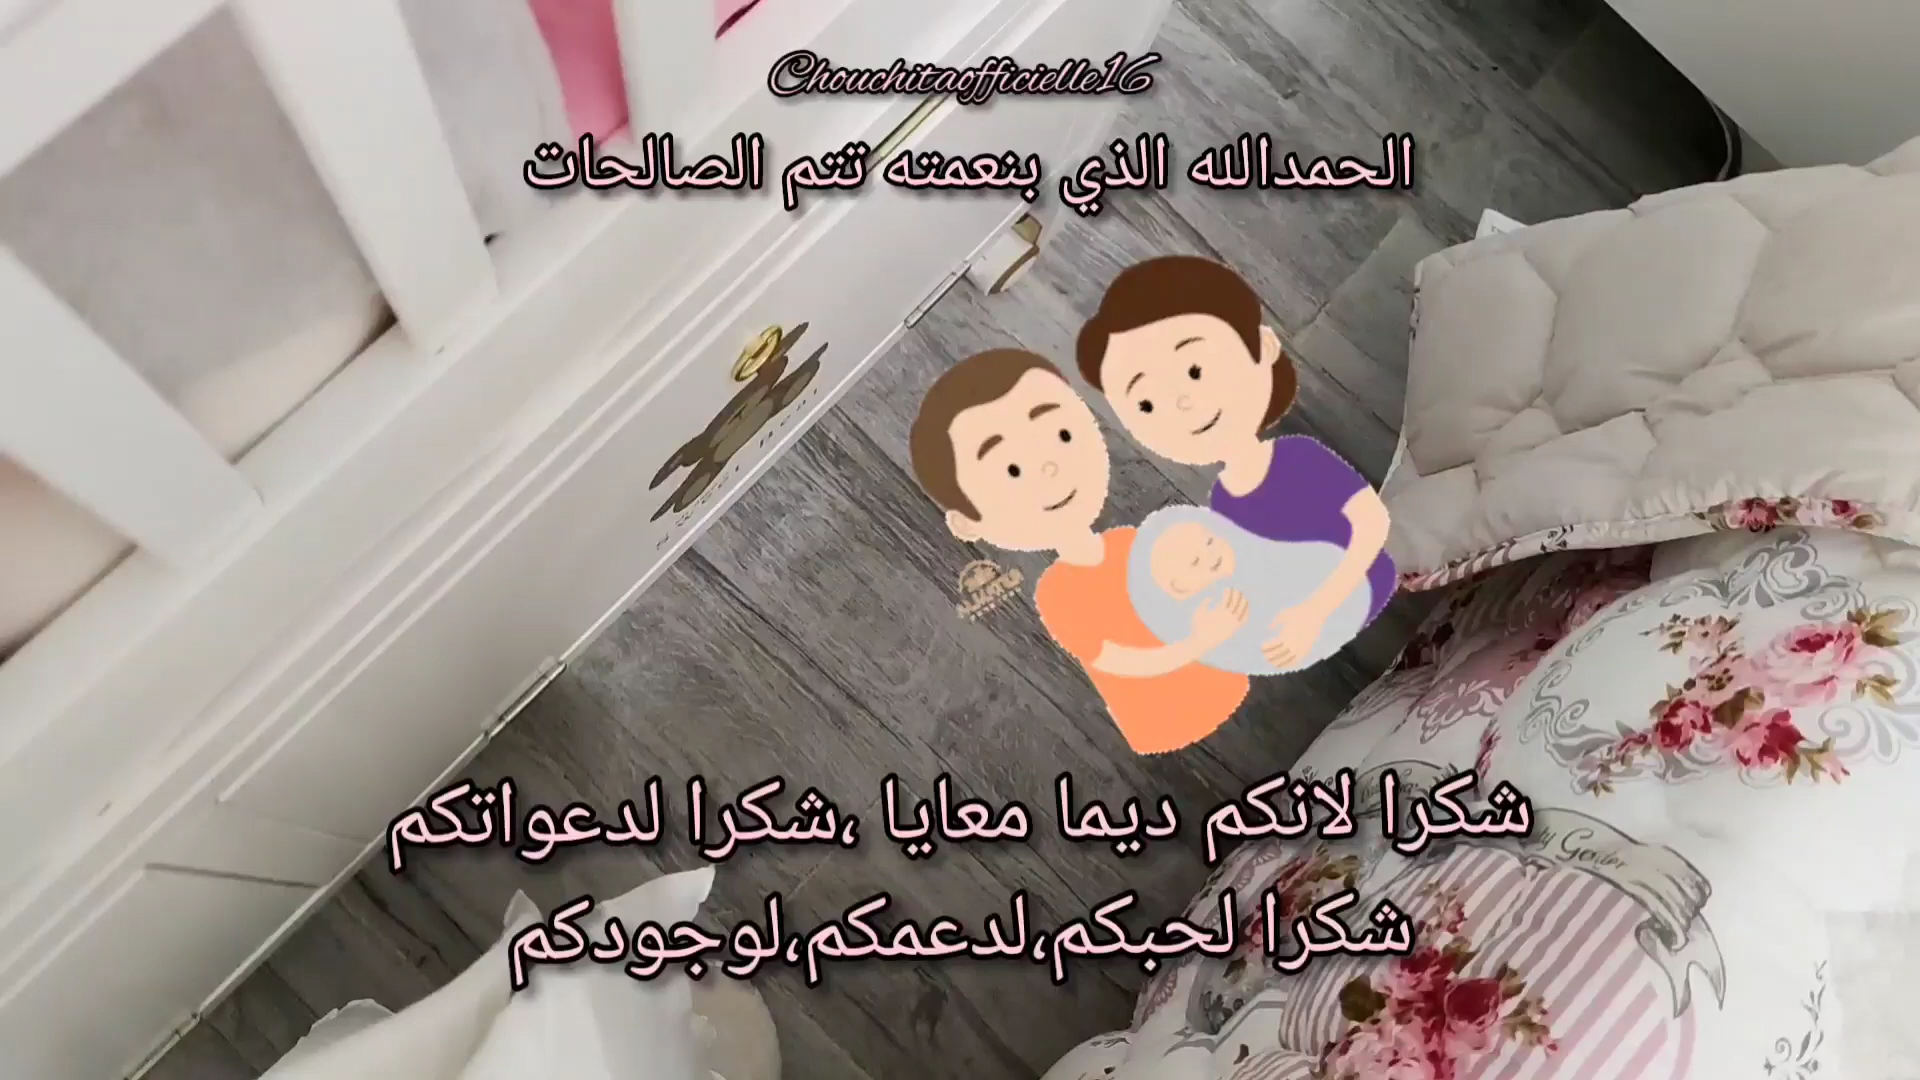 Chouchitaofficielle16
الحمدالله الذي بنعمته تتم الصالحات
شكرا لانكم ديما معايا ،شكرا لدعواتكم
شكرا لحبكم،لدعمكم،لوجودكم